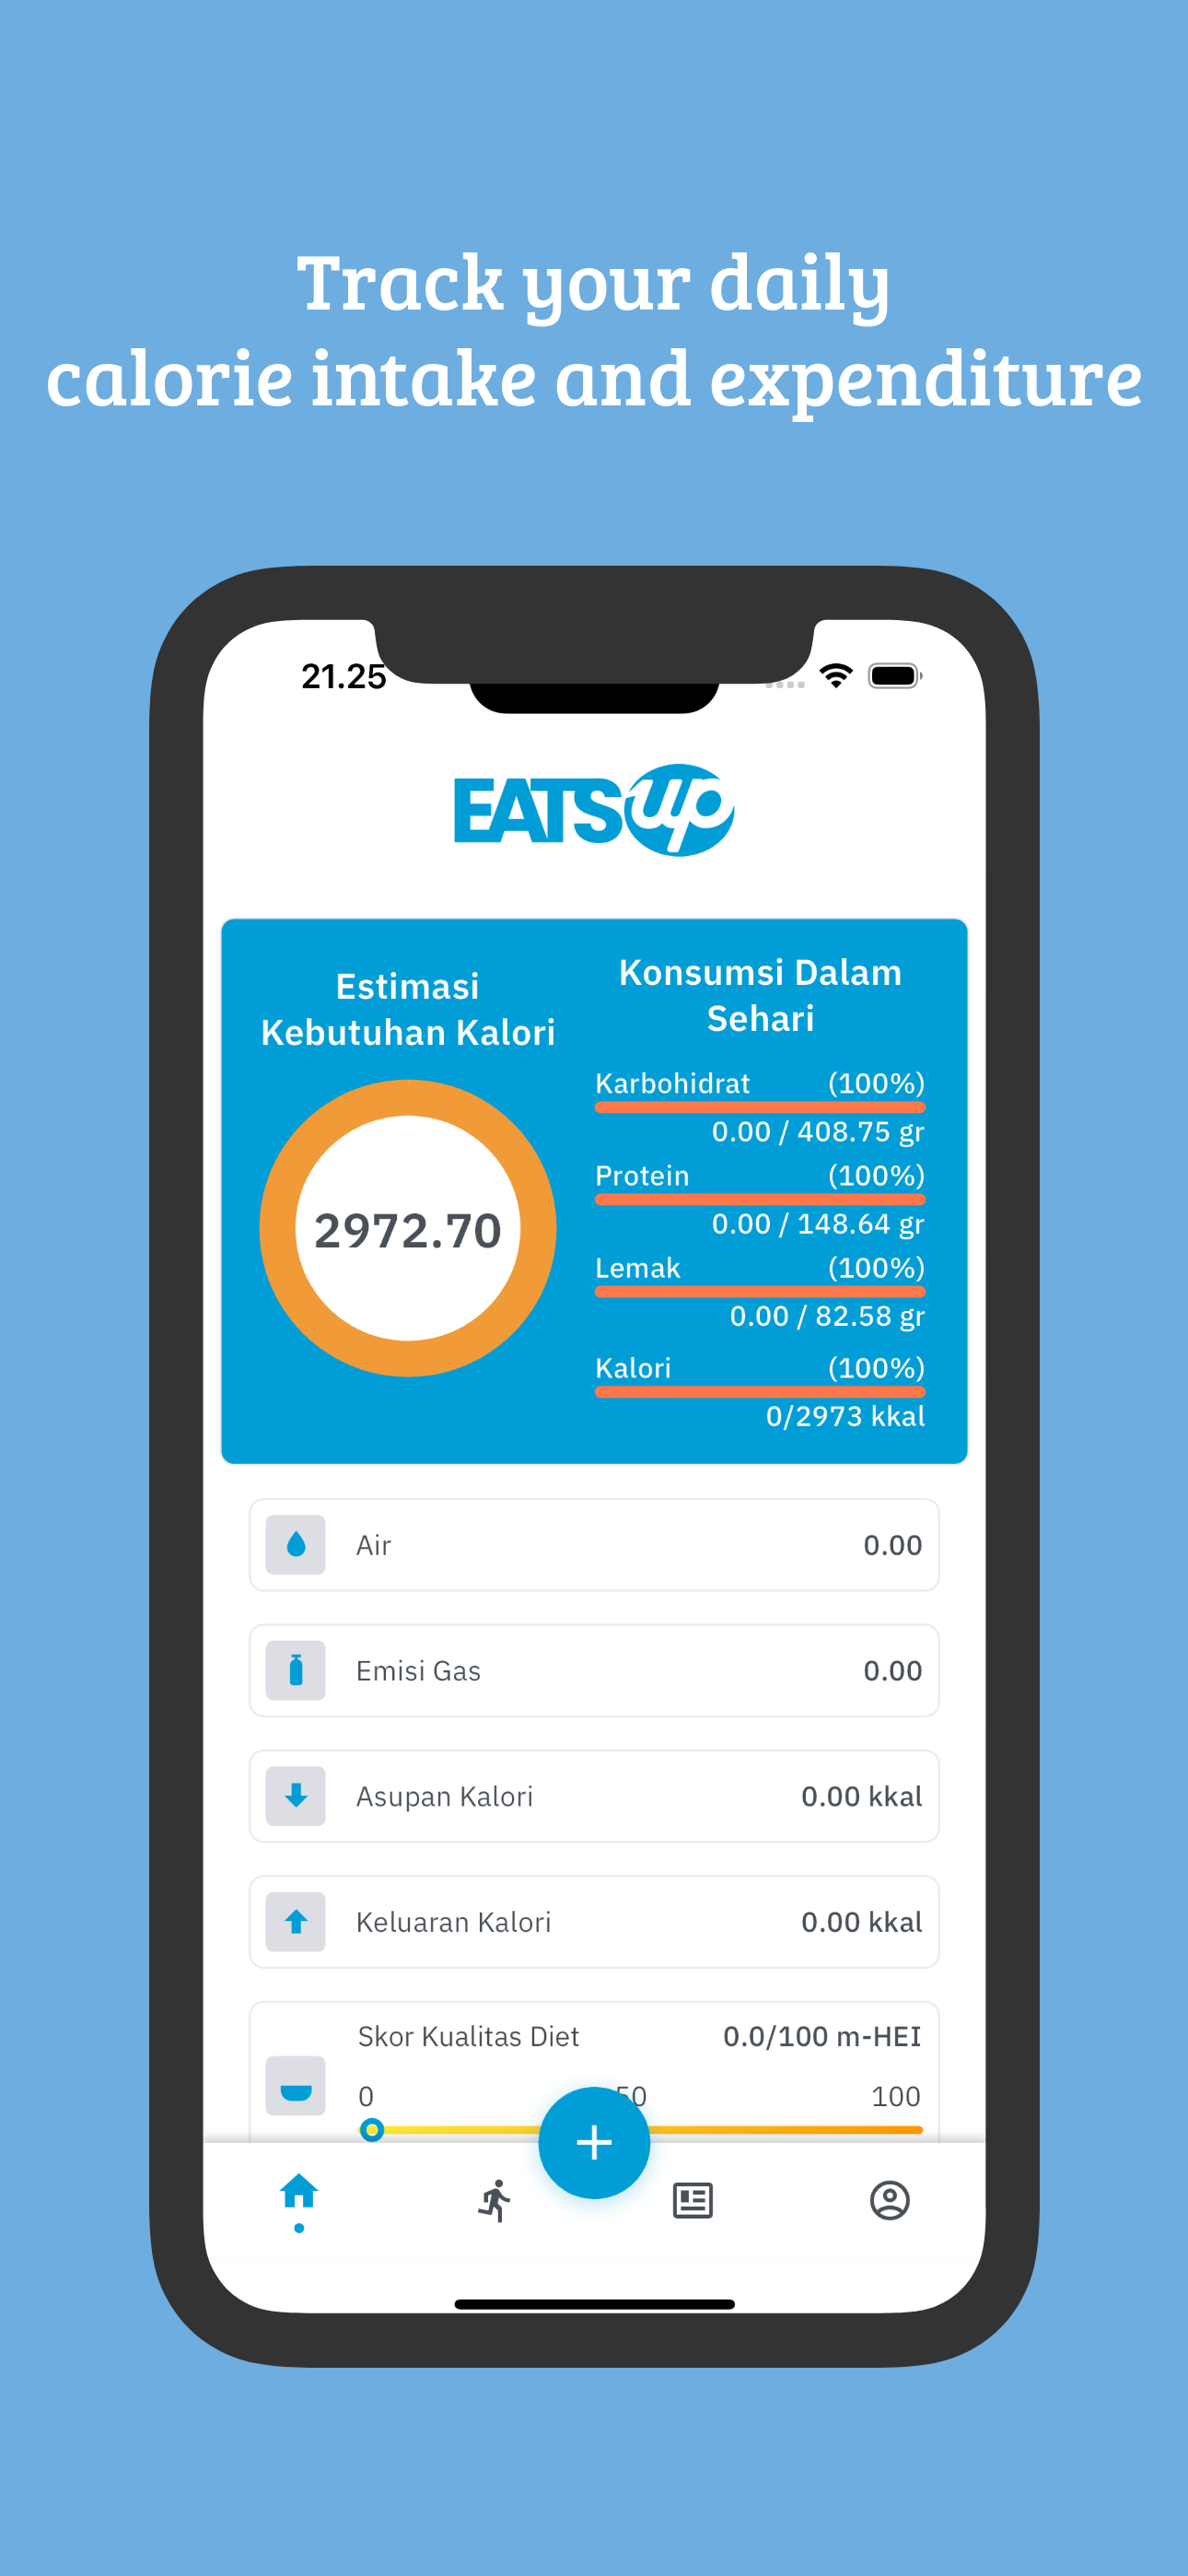 Track your daily
calorie intake and expenditure
21.25
EATSup
Estimasi
Kebutuhan Kalori
2972.70
Konsumsi Dalam
Sehari
Karbohidrat (100%)
0.00 / 408.75 gr
Protein (100%)
0.00 / 148.64 gr
Lemak (100%)
0.00 / 82.58 gr
Kalori (100%)
0/2973 kkal
Air 0.00
Emisi Gas 0.00
Asupan Kalori 0.00 kkal
Keluaran Kalori 0.00 kkal
Skor Kualitas Diet 0.0/100 m-HEI
0 50 100